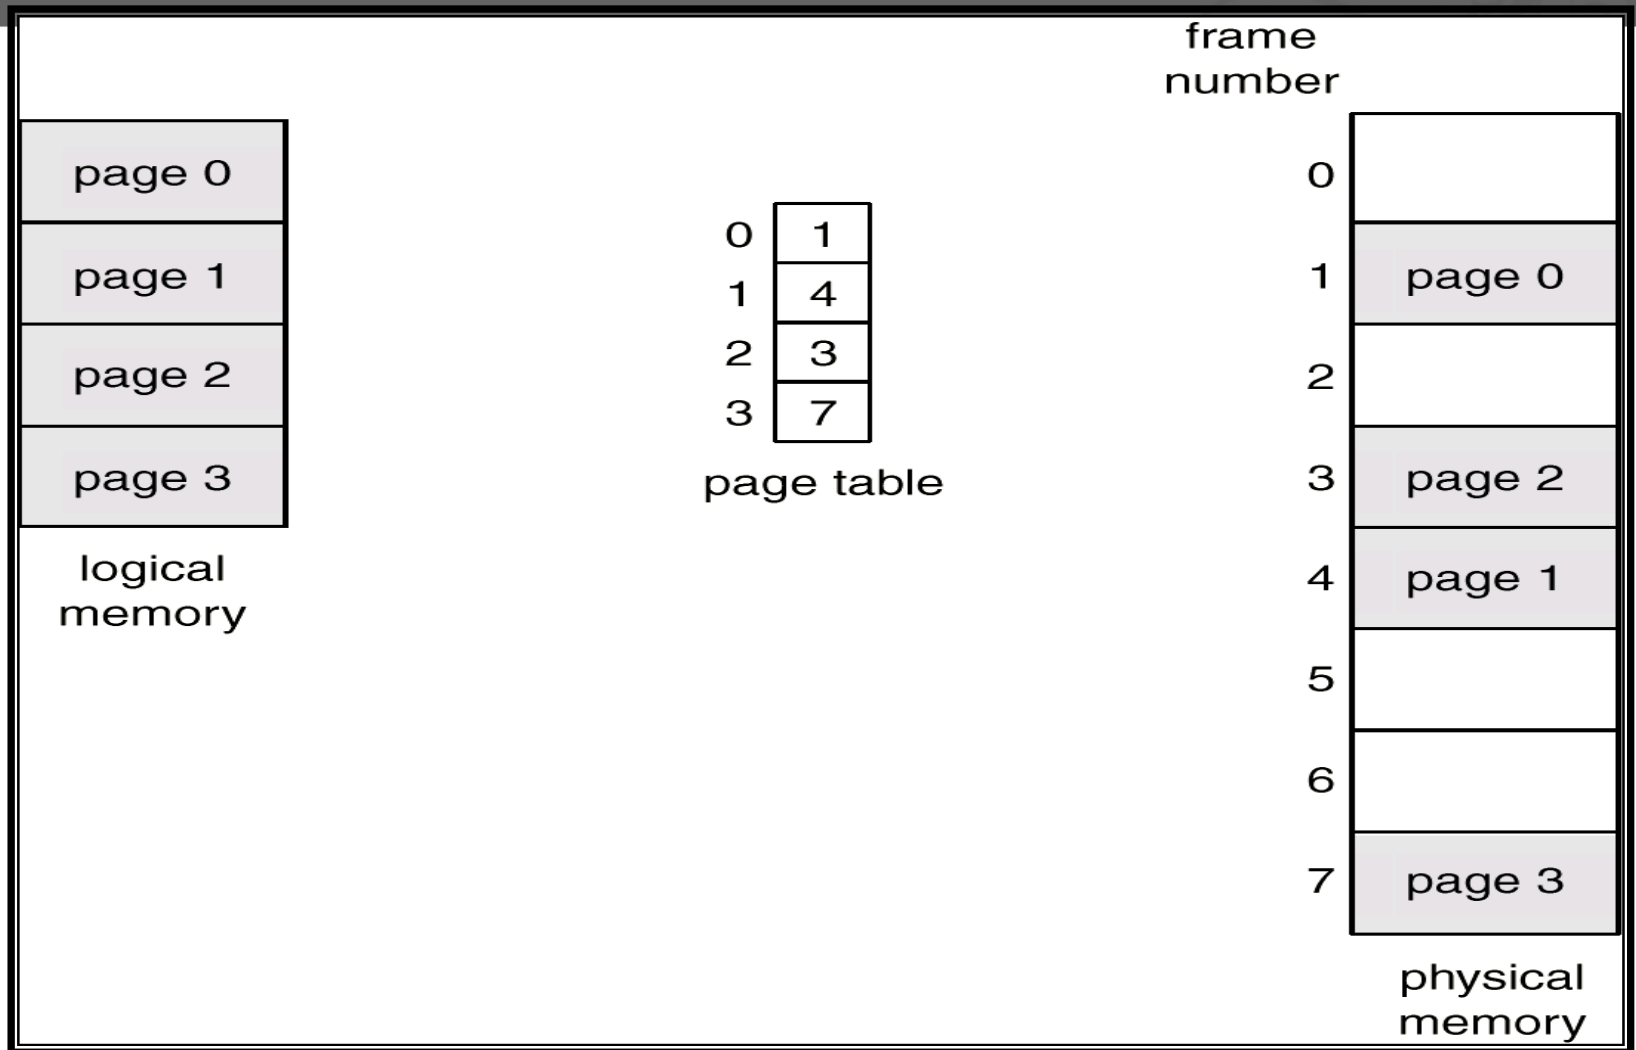 frame
number
page 0
page 1
page 2
page 3
logical
memory
0 1
1 4
2 3
3 7
page table
0
1 page 0
2
3 page 2
4 page 1
5
6
7 page 3
physical
memory